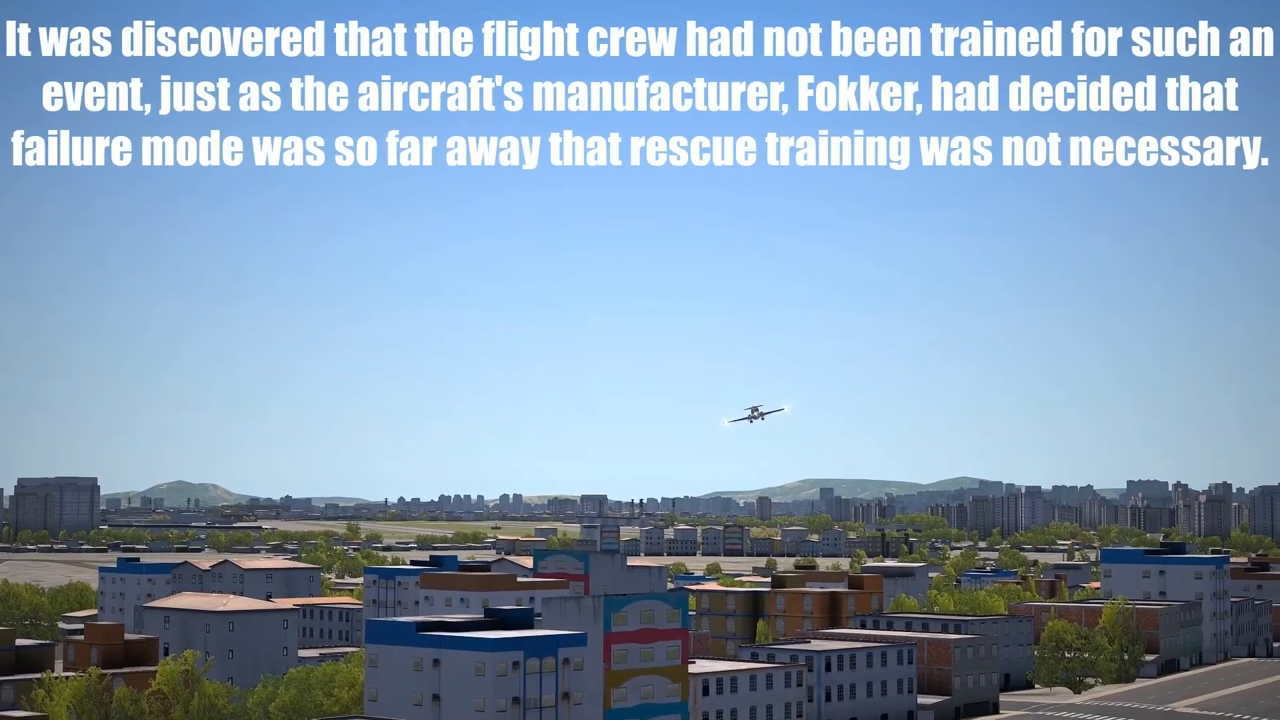 It was discovered that the flight crew had not been trained for such an
event, just as the aircraft's manufacturer, Fokker, had decided that
failure mode was so far away that rescue training was not necessary.